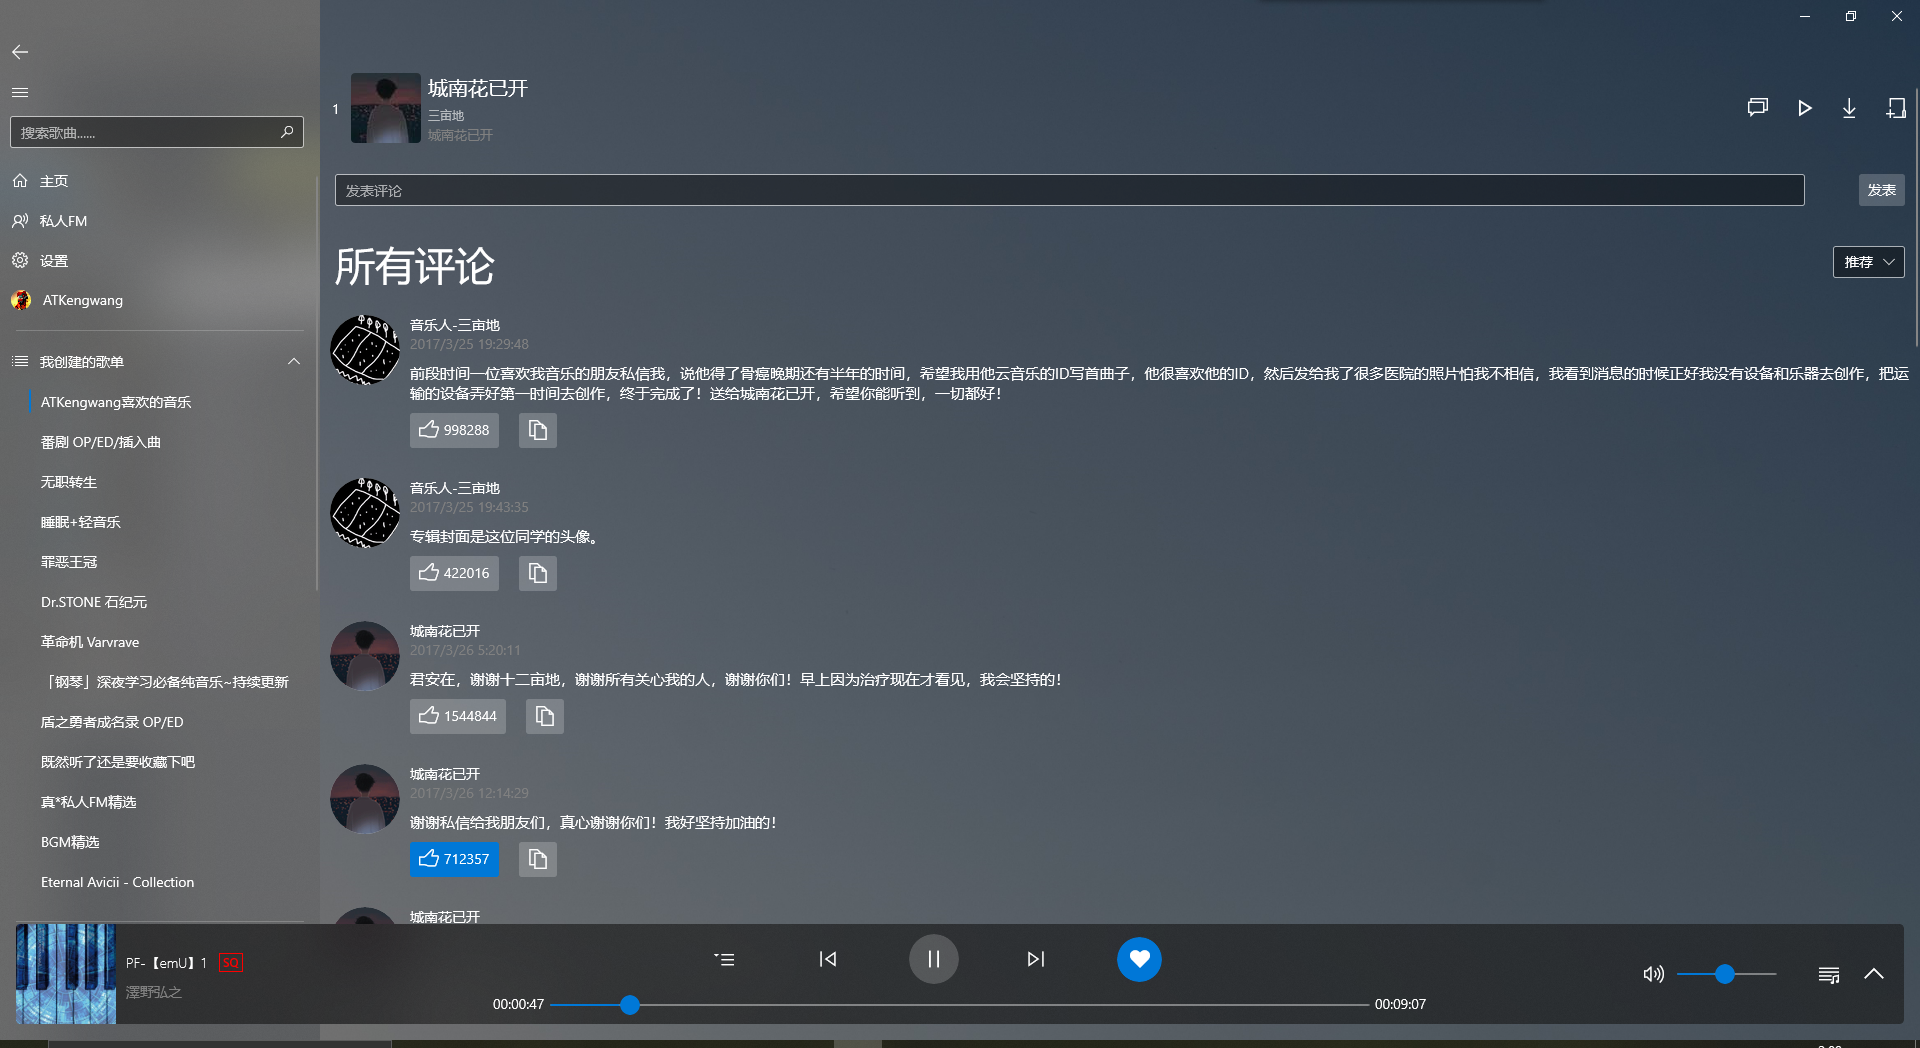 搜索歌曲......
主页
私人FM
设置
ATKengwang
我创建的歌单
ATKengwang喜欢的音乐
番剧 OP/ED/插入曲
无职转生
睡眠+轻音乐
罪恶王冠
Dr.STONE 石纪元
革命机 Varvrave
「钢琴」深夜学习必备纯音乐~持续更新
盾之勇者成名录 OP/ED
既然听了还是要收藏下吧
真*私人FM精选
BGM精选
Eternal Avicii - Collection
1
城南花已开
三亩地
城南花已开
发表评论
发表
所有评论
推荐
音乐人-三亩地
2017/3/25 19:29:48
前段时间一位喜欢我音乐的朋友私信我，说他得了骨癌晚期还有半年的时间，希望我用他云音乐的ID写首曲子，他很喜欢他的ID，然后发给我了很多医院的照片怕我不相信，我看到消息的时候正好我没有设备和乐器去创作，把运
输的设备弄好第一时间去创作，终于完成了！送给城南花已开，希望你能听到，一切都好！
998288
音乐人-三亩地
2017/3/25 19:43:35
专辑封面是这位同学的头像。
422016
城南花已开
2017/3/26 5:20:11
君安在，谢谢十二亩地，谢谢所有关心我的人，谢谢你们！早上因为治疗现在才看见，我会坚持的！
1544844
城南花已开
2017/3/26 12:14:29
谢谢私信给我朋友们，真心谢谢你们！我好坚持加油的！
712357
城南花已开
PF-【emU】1 SQ
澤野弘之
00:00:47
00:09:07